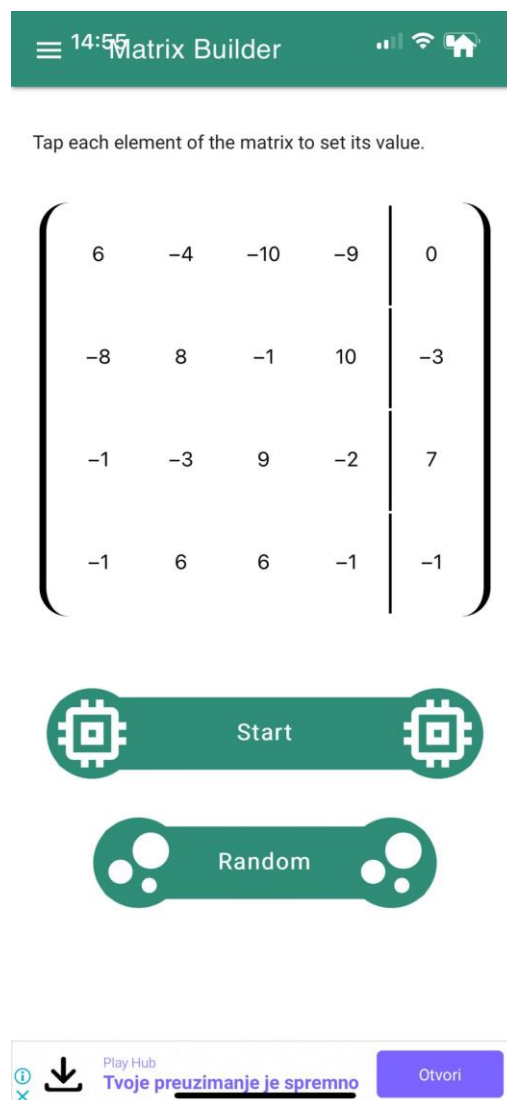 14:55
Matrix Builder
Tap each element of the matrix to set its value.
6 −4 −10 −9 0
−8 8 −1 10 −3
−1 −3 9 −2 7
−1 6 6 −1 −1
Start
Random
Play Hub
Tvoje preuzimanje je spremno
Otvori